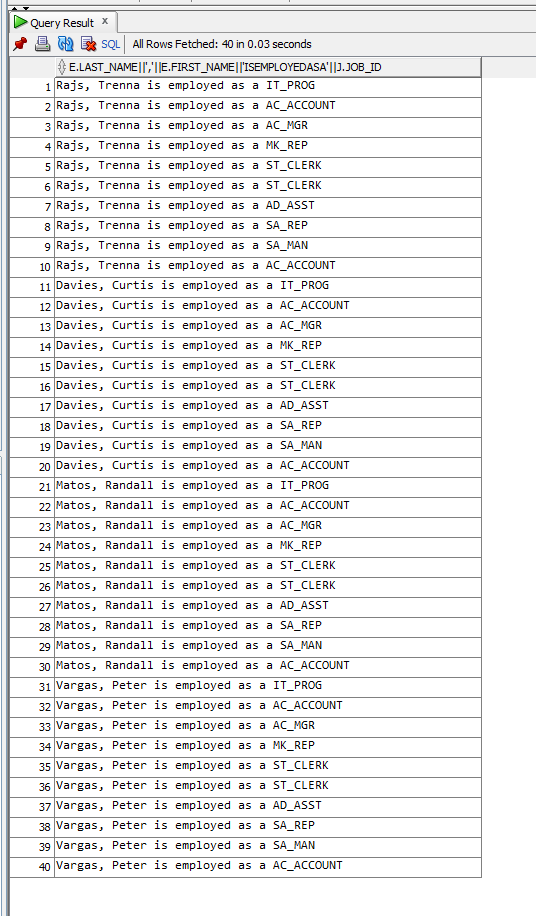 Query Result x
SQL | All Rows Fetched: 40 in 0.03 seconds
E.LAST_NAME||','||E.FIRST_NAME||'ISEMPLOYEDASA'||J.JOB_ID
1 Rajs, Trenna is employed as a IT_PROG
2 Rajs, Trenna is employed as a AC_ACCOUNT
3 Rajs, Trenna is employed as a AC_MGR
4 Rajs, Trenna is employed as a MK_REP
5 Rajs, Trenna is employed as a ST_CLERK
6 Rajs, Trenna is employed as a ST_CLERK
7 Rajs, Trenna is employed as a AD_ASST
8 Rajs, Trenna is employed as a SA_REP
9 Rajs, Trenna is employed as a SA_MAN
10 Rajs, Trenna is employed as a AC_ACCOUNT
11 Davies, Curtis is employed as a IT_PROG
12 Davies, Curtis is employed as a AC_ACCOUNT
13 Davies, Curtis is employed as a AC_MGR
14 Davies, Curtis is employed as a MK_REP
15 Davies, Curtis is employed as a ST_CLERK
16 Davies, Curtis is employed as a ST_CLERK
17 Davies, Curtis is employed as a AD_ASST
18 Davies, Curtis is employed as a SA_REP
19 Davies, Curtis is employed as a SA_MAN
20 Davies, Curtis is employed as a AC_ACCOUNT
21 Matos, Randall is employed as a IT_PROG
22 Matos, Randall is employed as a AC_ACCOUNT
23 Matos, Randall is employed as a AC_MGR
24 Matos, Randall is employed as a MK_REP
25 Matos, Randall is employed as a ST_CLERK
26 Matos, Randall is employed as a ST_CLERK
27 Matos, Randall is employed as a AD_ASST
28 Matos, Randall is employed as a SA_REP
29 Matos, Randall is employed as a SA_MAN
30 Matos, Randall is employed as a AC_ACCOUNT
31 Vargas, Peter is employed as a IT_PROG
32 Vargas, Peter is employed as a AC_ACCOUNT
33 Vargas, Peter is employed as a AC_MGR
34 Vargas, Peter is employed as a MK_REP
35 Vargas, Peter is employed as a ST_CLERK
36 Vargas, Peter is employed as a ST_CLERK
37 Vargas, Peter is employed as a AD_ASST
38 Vargas, Peter is employed as a SA_REP
39 Vargas, Peter is employed as a SA_MAN
40 Vargas, Peter is employed as a AC_ACCOUNT